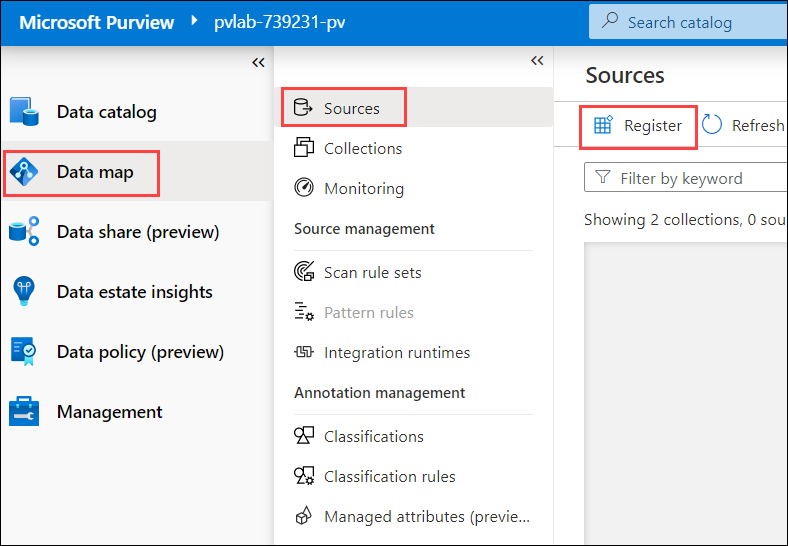 Microsoft Purview
pvlab-739231-pv
Search catalog
Data catalog
Data map
Data share (preview)
Data estate insights
Data policy (preview)
Management
Sources
Collections
Monitoring
Source management
Scan rule sets
Pattern rules
Integration runtimes
Annotation management
Classifications
Classification rules
Managed attributes (previe...
Sources
Register
Refresh
Filter by keyword
Showing 2 collections, 0 sou